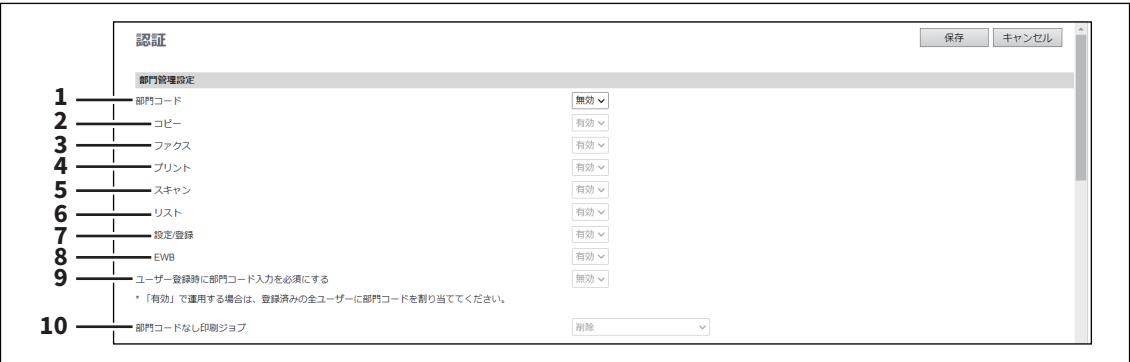 認証 保存 キャンセル
部門管理設定
1 部門コード 無効
2 コピー 有効
3 ファクス 有効
4 プリント 有効
5 スキャン 有効
6 リスト 有効
7 設定/登録 有効
8 EWB 有効
9 ユーザー登録時に部門コード入力を必須にする 無効
* 「有効」で運用する場合は、登録済みの全ユーザーに部門コードを割り当ててください。
10 部門コードなし印刷ジョブ 削除